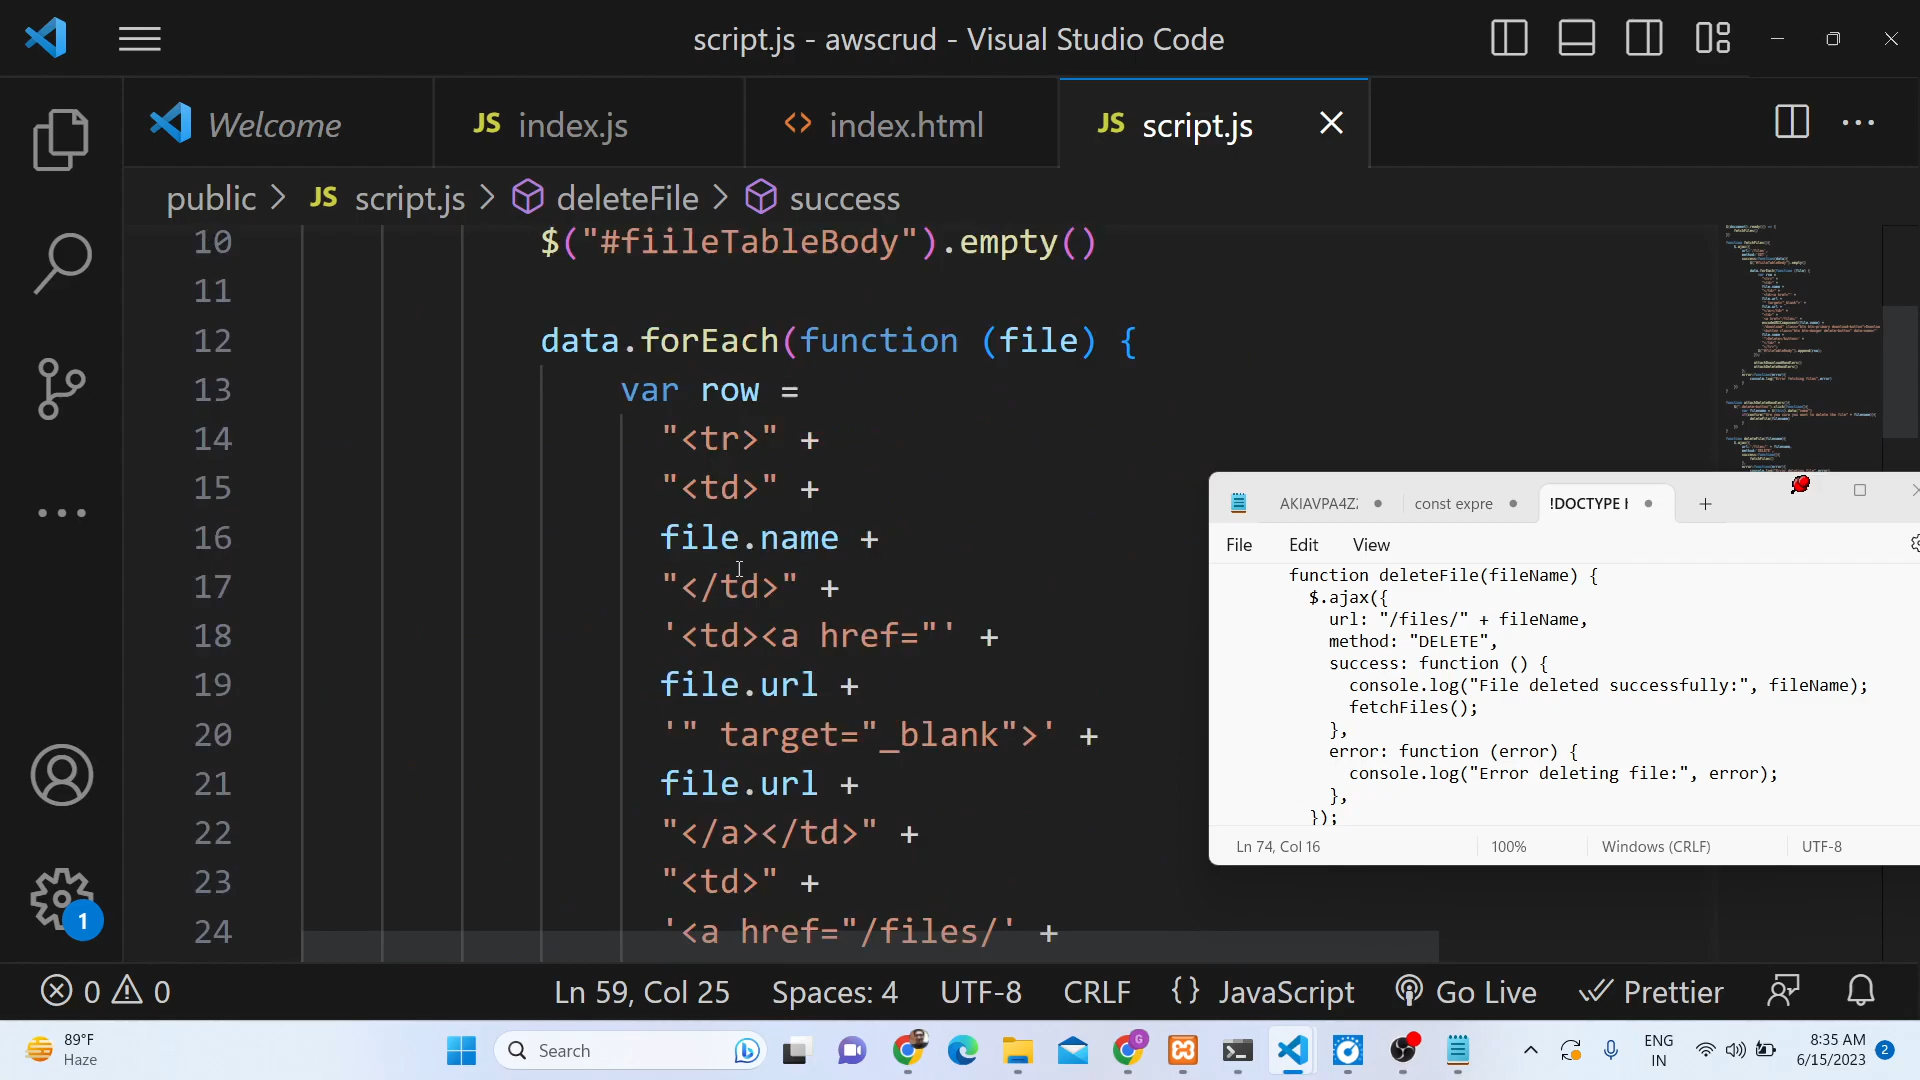 script.js - awscrud - Visual Studio Code
Welcome
JS index.js
<> index.html
JS script.js
public > JS script.js > deleteFile > success
10 $("#fiileTableBody").empty()
11
12 data.forEach(function (file) {
13 var row =
14 "<tr>" +
15 "<td>" +
16 file.name +
17 "</td>" +
18 '<td><a href="' +
19 file.url +
20 '" target="_blank">' +
21 file.url +
22 "</a></td>" +
23 "<td>" +
24 '<a href="/files/' +
AKIAVPA4Z
const expre
!DOCTYPE
File Edit View
function deleteFile(fileName) {
$.ajax({
url: "/files/" + fileName,
method: "DELETE",
success: function () {
console.log("File deleted successfully:", fileName);
fetchFiles();
},
error: function (error) {
console.log("Error deleting file:", error);
},
});
Ln 74, Col 16 100% Windows (CRLF) UTF-8
1
0 0 Ln 59, Col 25 Spaces: 4 UTF-8 CRLF {} JavaScript Go Live Prettier
89°F
Haze
Search
ENG
IN
8:35 AM
6/15/2023
2